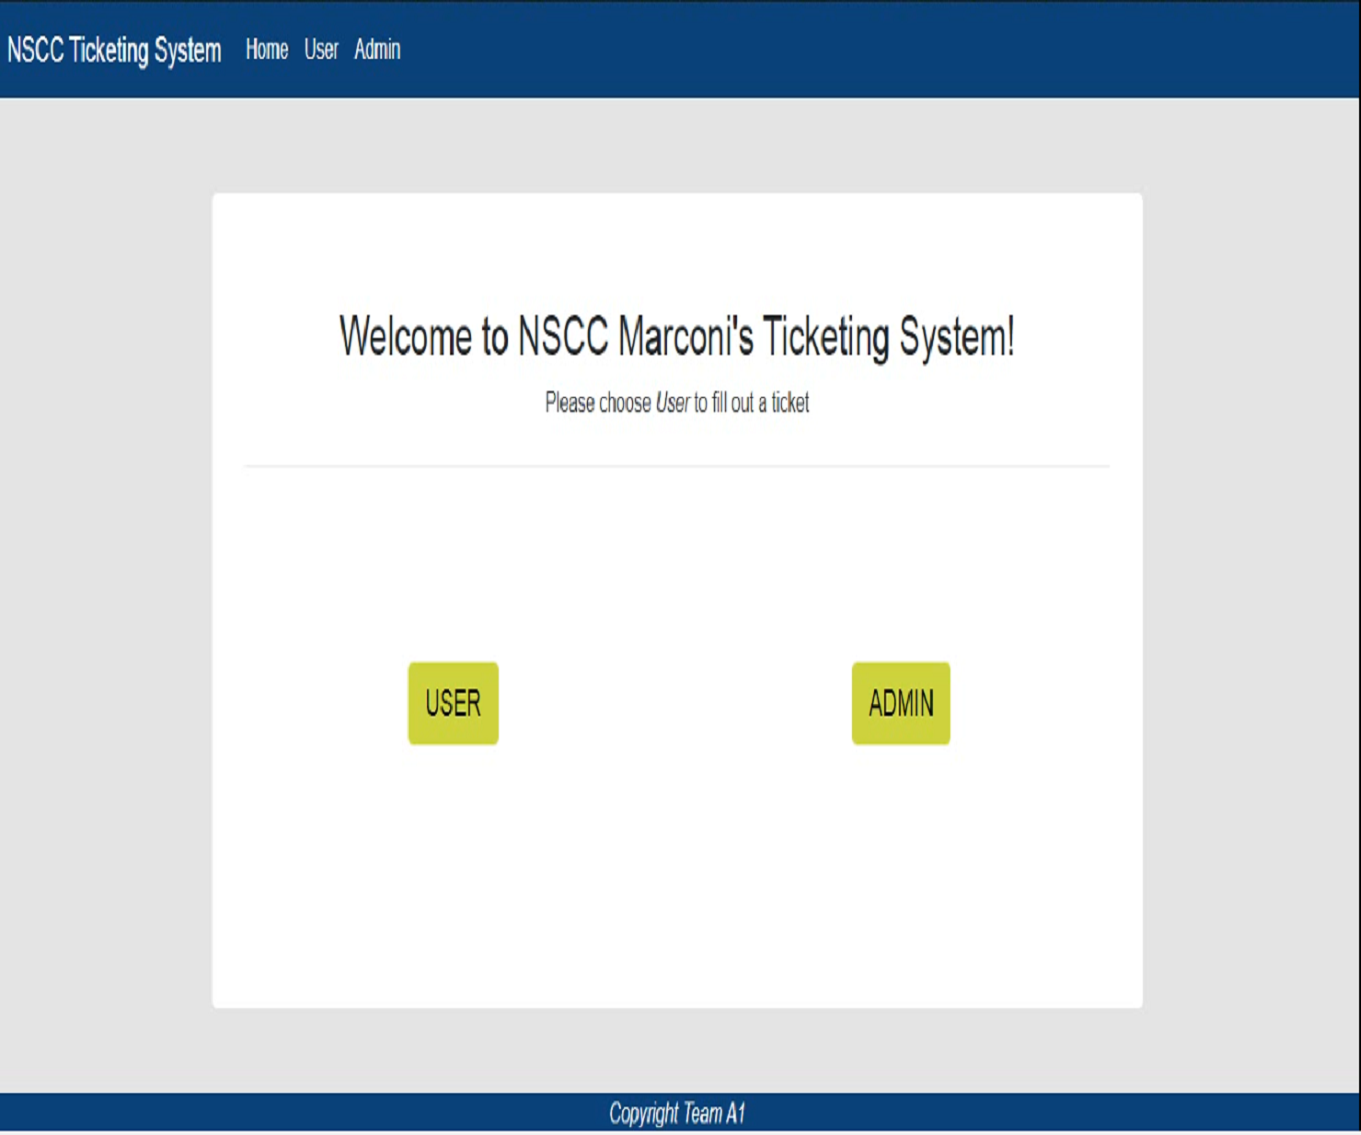 NSCC Ticketing System Home User Admin
Welcome to NSCC Marconi's Ticketing System!
Please choose User to fill out a ticket
USER ADMIN
Copyright Team A1